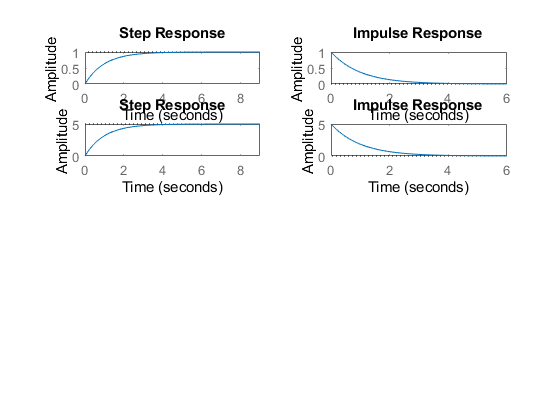 Step Response
Amplitude
1
0.5
0
0 2 4 6 8
Time (seconds)
Impulse Response
Amplitude
1
0.5
0
0 2 4 6
Time (seconds)
Step Response
Amplitude
5
0
0 2 4 6 8
Time (seconds)
Impulse Response
Amplitude
5
0
0 2 4 6
Time (seconds)